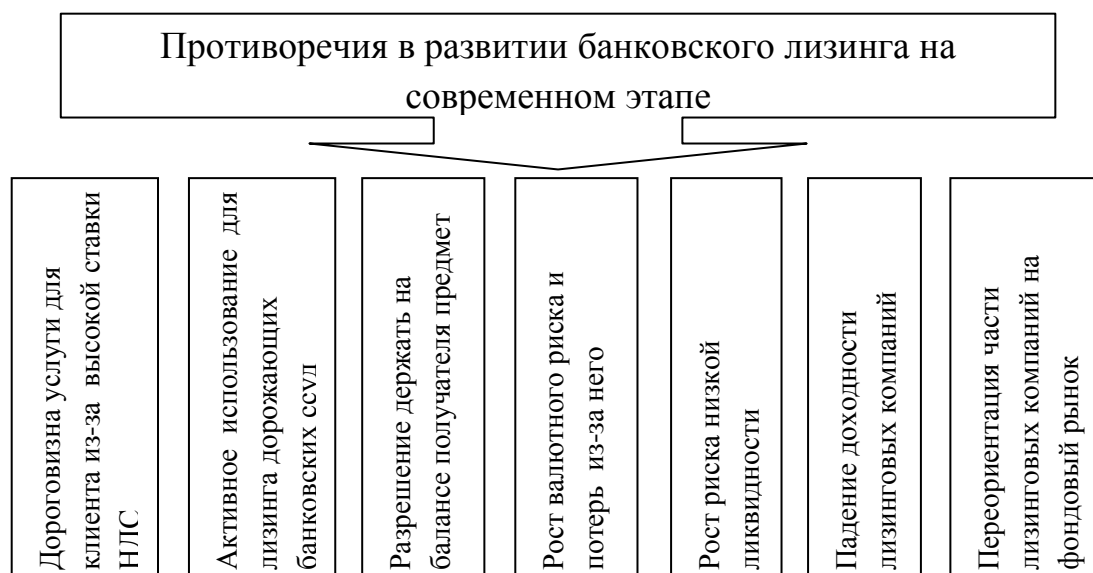 Противоречия в развитии банковского лизинга на
современном этапе
Дороговизна услуги для
клиента из-за высокой ставки
НДС
Активное использование для
лизинга дорожающих
банковских ссуд
Разрешение держать на
балансе получателя предмет
Рост валютного риска и
потерь из-за него
Рост риска низкой
ликвидности
Падение доходности
лизинговых компаний
Переориентация части
лизинговых компаний на
фондовый рынок